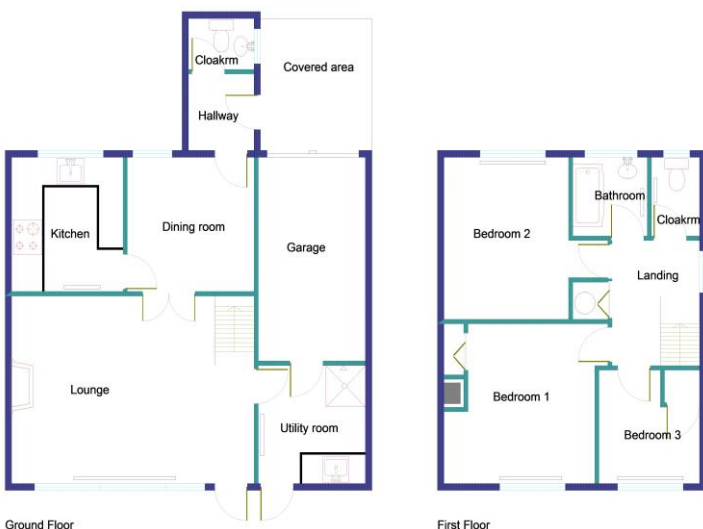 Cloakrm
Covered area
Hallway
Kitchen
Dining room
Garage
Lounge
Utility room
Ground Floor
Bathroom
Cloakrm
Bedroom 2
Landing
Bedroom 1
Bedroom 3
First Floor